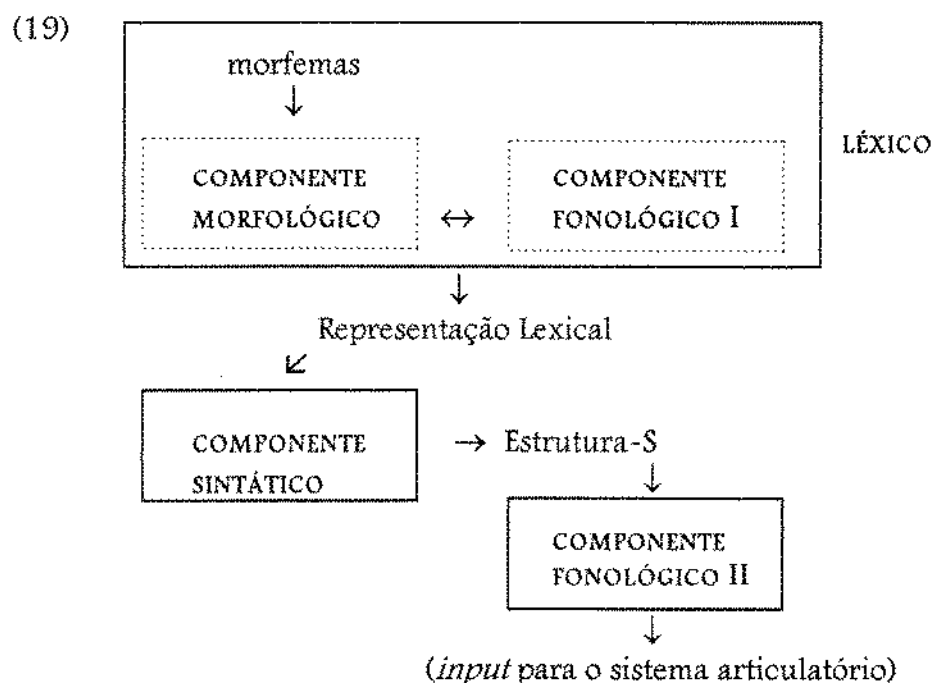 (19)
morfemas
↓
COMPONENTE MORFOLÓGICO ↔ COMPONENTE FONOLÓGICO I
LÉXICO
↓
Representação Lexical
↙
COMPONENTE
SINTÁTICO
→ Estrutura-S
↓
COMPONENTE
FONOLÓGICO II
↓
(input para o sistema articulatório)